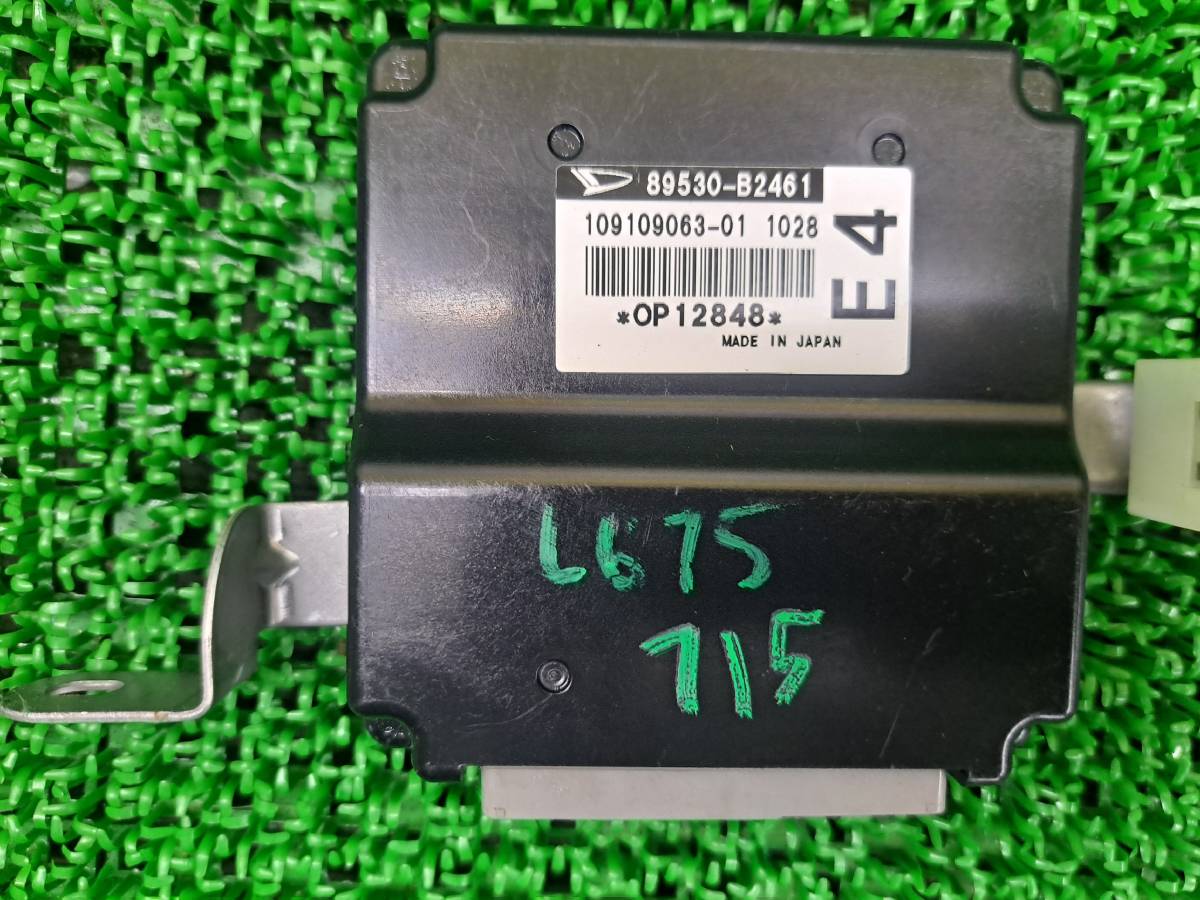 89530-B2461
109109063-01 1028
E4
*OP12848*
MADE IN JAPAN
L675
715